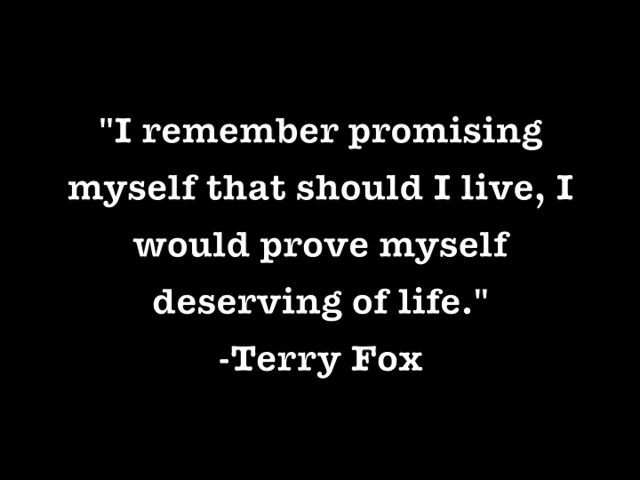 "I remember promising
myself that should I live, I
would prove myself
deserving of life."
-Terry Fox